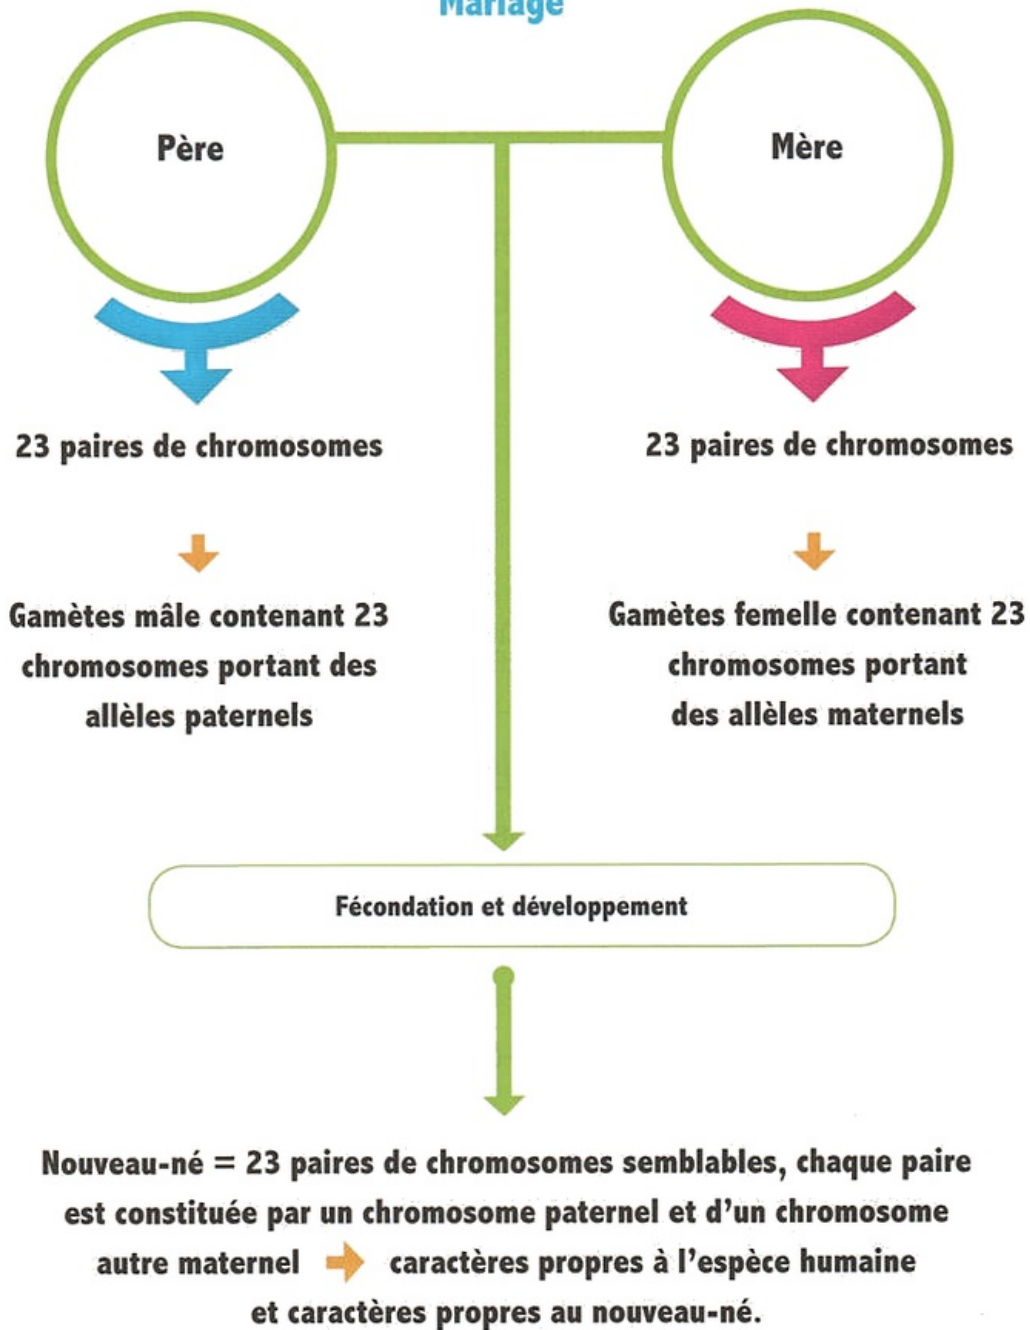 Mariage
Père
Mère
23 paires de chromosomes
23 paires de chromosomes
Gamètes mâle contenant 23
chromosomes portant des
allèles paternels
Gamètes femelle contenant 23
chromosomes portant
des allèles maternels
Fécondation et développement
Nouveau-né = 23 paires de chromosomes semblables, chaque paire
est constituée par un chromosome paternel et d'un chromosome
autre maternel caractères propres à l'espèce humaine
et caractères propres au nouveau-né.